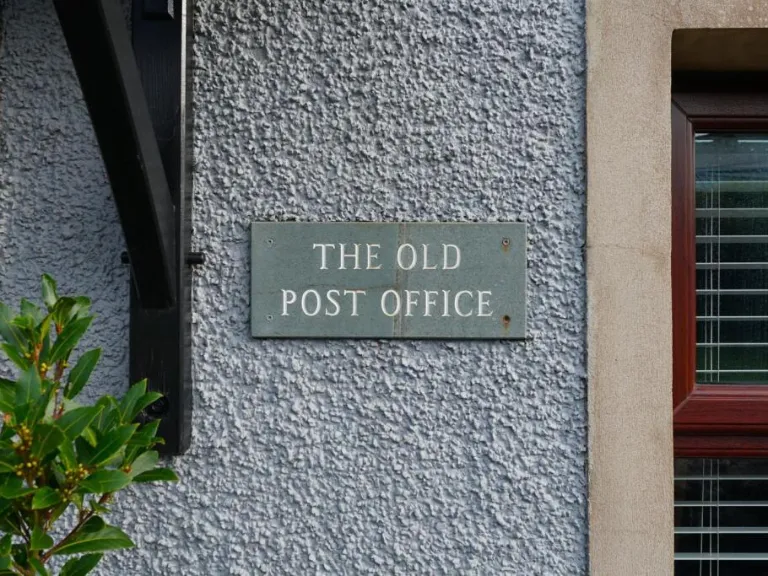 THE OLD
POST OFFICE